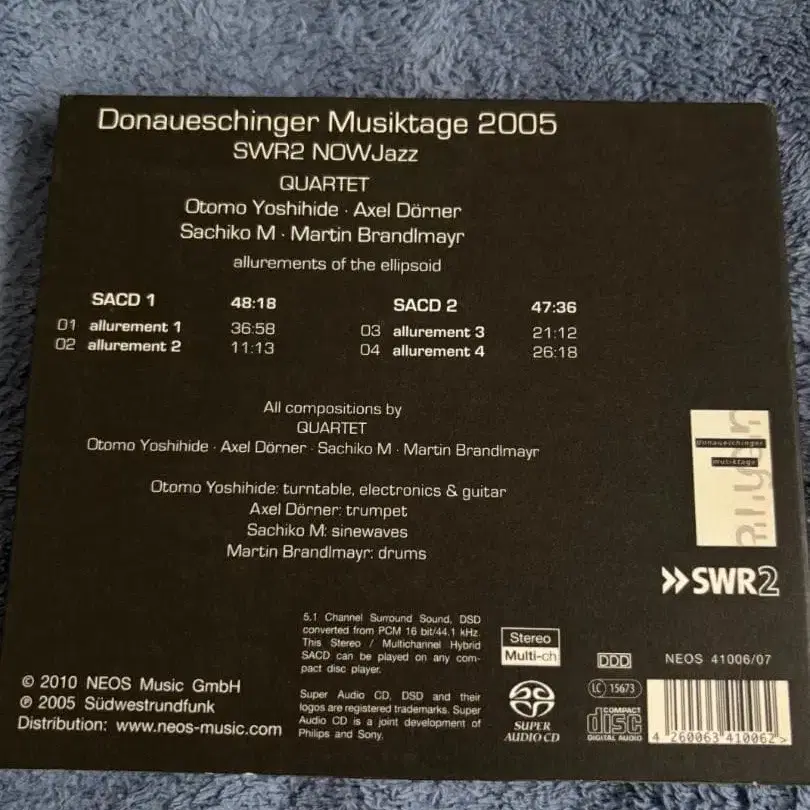 Donaueschinger Musiktage 2005
SWR2 NOWJazz
QUARTET
Otomo Yoshihide · Axel Dörner
Sachiko M · Martin Brandlmayr
allurements of the ellipsoid
SACD 1 48:18
01 allurement 1 36:58
02 allurement 2 11:13
SACD 2 47:36
03 allurement 3 21:12
04 allurement 4 26:18
All compositions by
QUARTET
Otomo Yoshihide · Axel Dörner · Sachiko M · Martin Brandlmayr
Otomo Yoshihide: turntable, electronics & guitar
Axel Dörner: trumpet
Sachiko M: sinewaves
Martin Brandlmayr: drums
donaueschinger
musiktage
SWR2
5.1 Channel Surround Sound, DSD
converted from PCM 16 bit/44,1 kHz.
This Stereo / Multichannel Hybrid
SACD can be played on any com-
pact disc player.
Super Audio CD, DSD and their
logos are registered trademarks. Super
Audio CD is a joint development of
Philips and Sony.
Stereo
Multi-ch
SUPER
AUDIO CD
DDD
LC 15673
COMPACT
disc
DIGITAL AUDIO
NEOS 41006/07
4 260063 410062 >
© 2010 NEOS Music GmbH
℗ 2005 Südwestrundfunk
Distribution: www.neos-music.com